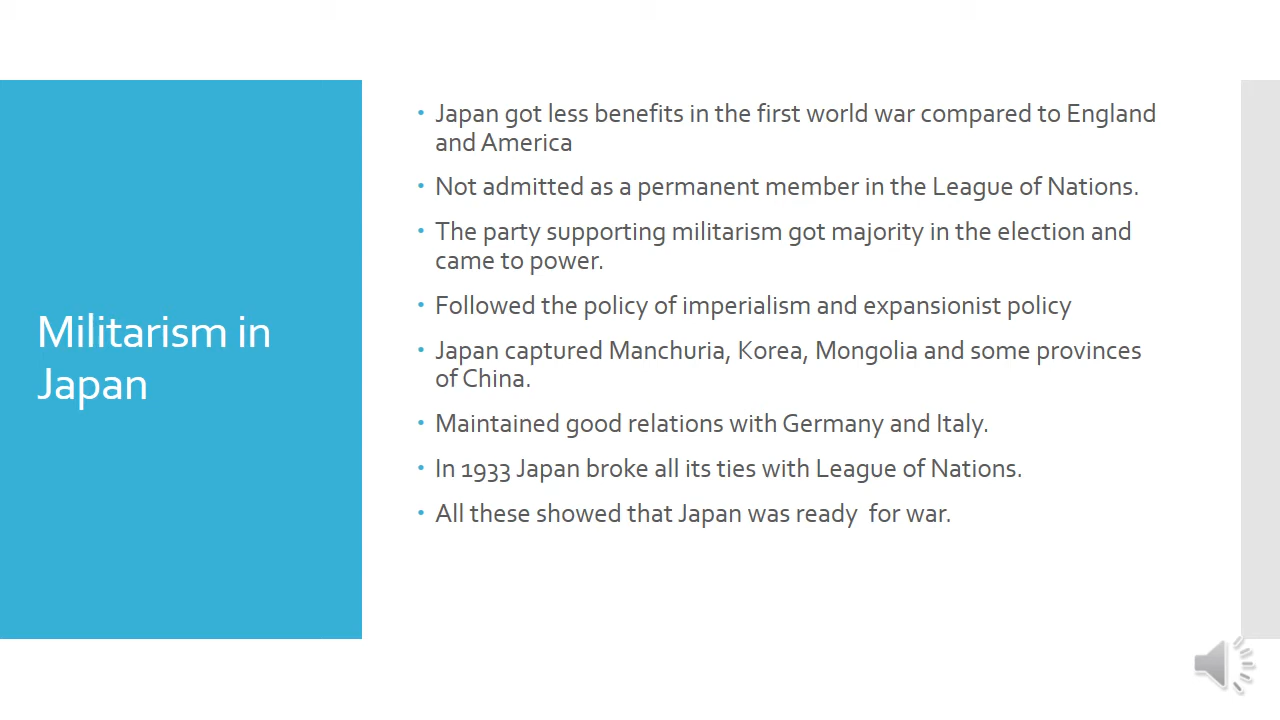 Militarism in
Japan
• Japan got less benefits in the first world war compared to England
and America
• Not admitted as a permanent member in the League of Nations.
• The party supporting militarism got majority in the election and
came to power.
• Followed the policy of imperialism and expansionist policy
• Japan captured Manchuria, Korea, Mongolia and some provinces
of China.
• Maintained good relations with Germany and Italy.
• In 1933 Japan broke all its ties with League of Nations.
• All these showed that Japan was ready  for war.